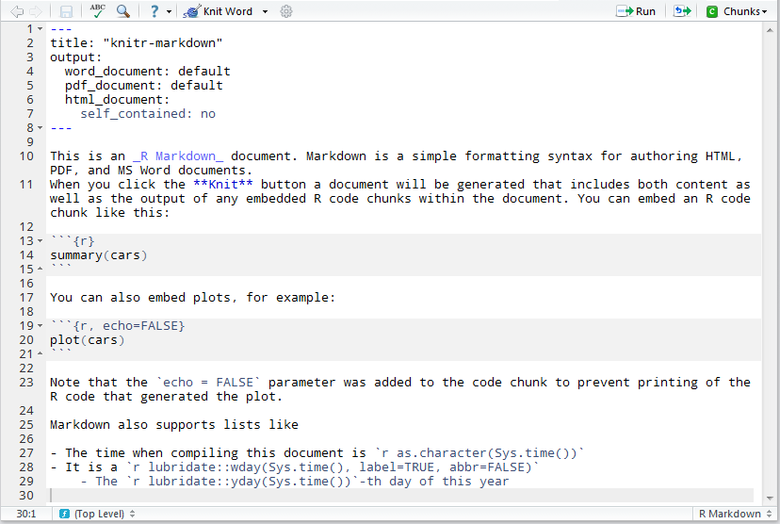 ABC ? Knit Word Run C Chunks
1 ---
2 title: "knitr-markdown"
3 output:
4   word_document: default
5   pdf_document: default
6   html_document:
7     self_contained: no
8 ---
9
10 This is an _R Markdown_ document. Markdown is a simple formatting syntax for authoring HTML,
PDF, and MS Word documents.
11 When you click the **Knit** button a document will be generated that includes both content as
well as the output of any embedded R code chunks within the document. You can embed an R code
chunk like this:
12
13 ```{r}
14 summary(cars)
15 ```
16
17 You can also embed plots, for example:
18
19 ```{r, echo=FALSE}
20 plot(cars)
21 ```
22
23 Note that the `echo = FALSE` parameter was added to the code chunk to prevent printing of the
R code that generated the plot.
24
25 Markdown also supports lists like
26
27 - The time when compiling this document is `r as.character(Sys.time())`
28 - It is a `r lubridate::wday(Sys.time(), label=TRUE, abbr=FALSE)`
29     - The `r lubridate::yday(Sys.time())`-th day of this year
30
30:1 f (Top Level) R Markdown